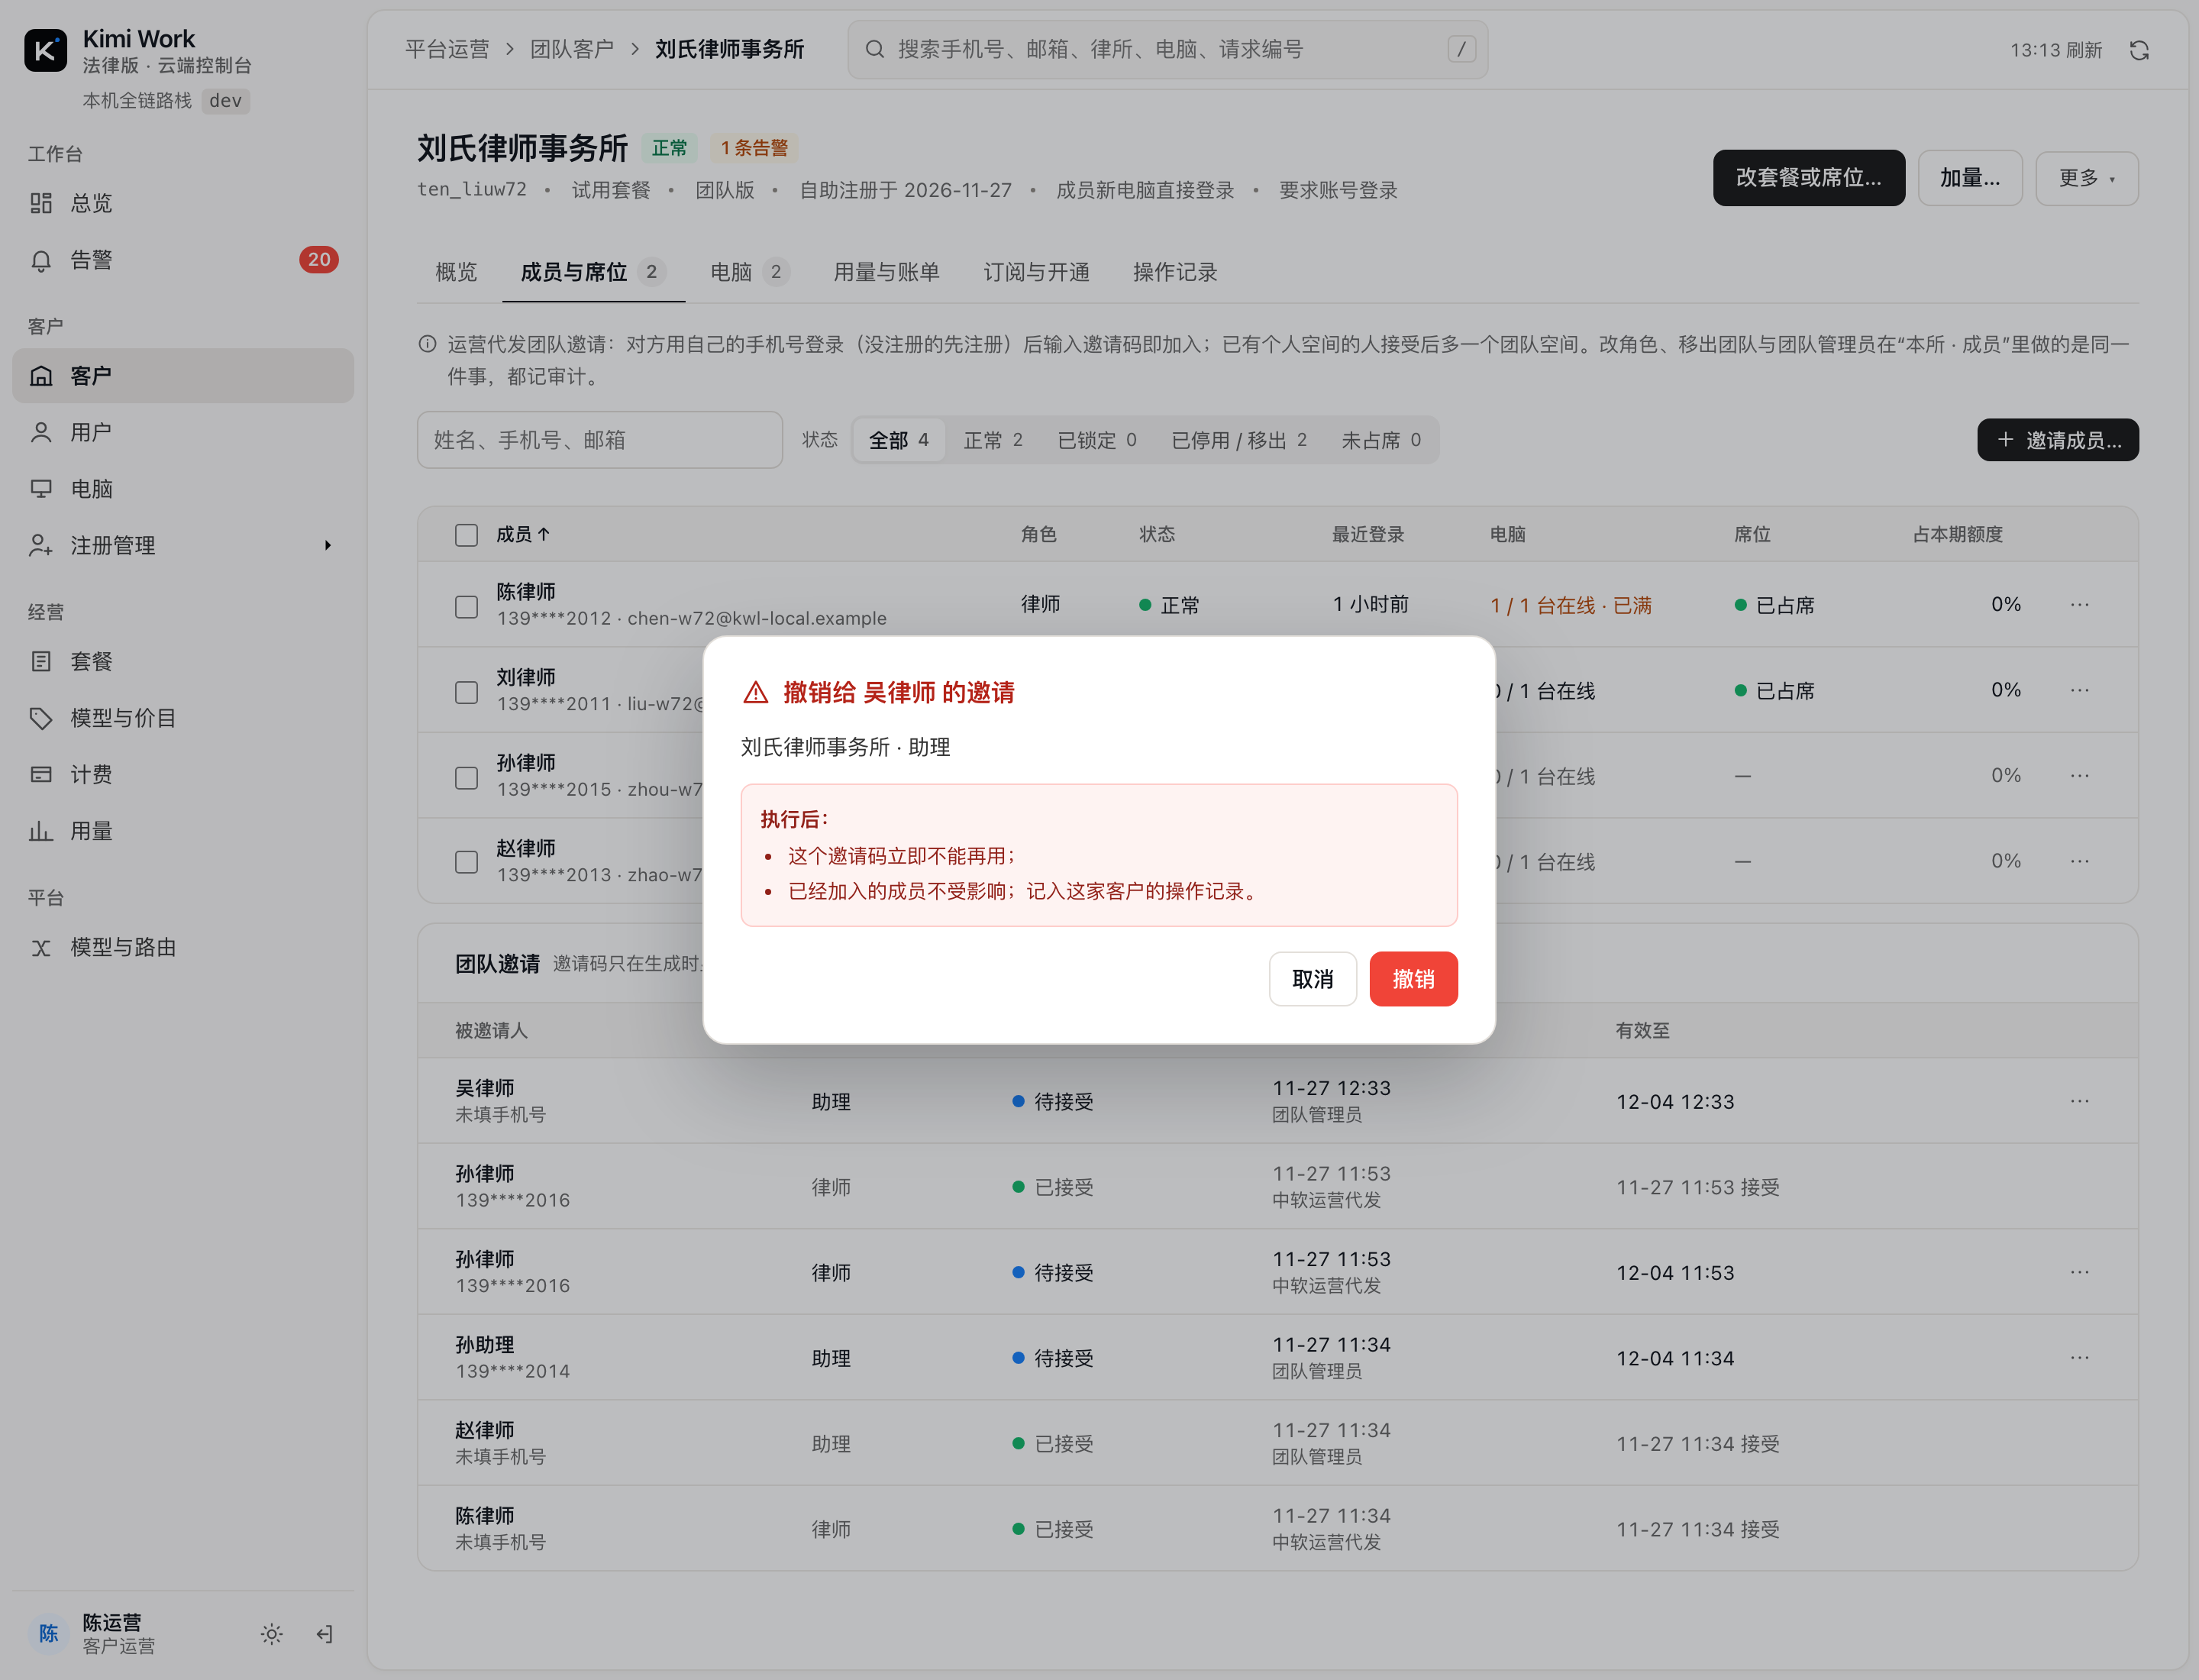 Kimi Work
法律版 · 云端控制台
本机全链路栈 dev
工作台
总览
告警 20
客户
客户
用户
电脑
注册管理
经营
套餐
模型与价目
计费
用量
平台
模型与路由
陈 陈运营
客户运营
平台运营 › 团队客户 › 刘氏律师事务所
搜索手机号、邮箱、律所、电脑、请求编号 /
13:13 刷新
刘氏律师事务所 正常 1 条告警
ten_liuw72 • 试用套餐 • 团队版 • 自助注册于 2026-11-27 • 成员新电脑直接登录 • 要求账号登录
改套餐或席位... 加量... 更多
概览 成员与席位 2 电脑 2 用量与账单 订阅与开通 操作记录
运营代发团队邀请：对方用自己的手机号登录（没注册的先注册）后输入邀请码即加入；已有个人空间的人接受后多一个团队空间。改角色、移出团队与团队管理员在“本所 · 成员”里做的是同一
件事，都记审计。
姓名、手机号、邮箱 状态 全部 4 正常 2 已锁定 0 已停用 / 移出 2 未占席 0 + 邀请成员...
成员 ↑ 角色 状态 最近登录 电脑 席位 占本期额度
陈律师
139****2012 · chen-w72@kwl-local.example 律师 正常 1 小时前 1 / 1 台在线 · 已满 已占席 0% ...
刘律师
139****2011 · liu-w72 / 1 台在线 已占席 0% ...
孙律师
139****2015 · zhou-w7 / 1 台在线 — 0% ...
赵律师
139****2013 · zhao-w7 / 1 台在线 — 0% ...
撤销给 吴律师 的邀请
刘氏律师事务所 · 助理
执行后：
• 这个邀请码立即不能再用；
• 已经加入的成员不受影响；记入这家客户的操作记录。
取消 撤销
团队邀请 邀请码只在生成时
被邀请人 有效至
吴律师
未填手机号 助理 待接受 11-27 12:33
团队管理员 12-04 12:33 ...
孙律师
139****2016 律师 已接受 11-27 11:53
中软运营代发 11-27 11:53 接受
孙律师
139****2016 律师 待接受 11-27 11:53
中软运营代发 12-04 11:53 ...
孙助理
139****2014 助理 待接受 11-27 11:34
团队管理员 12-04 11:34 ...
赵律师
未填手机号 助理 已接受 11-27 11:34
团队管理员 11-27 11:34 接受
陈律师
未填手机号 律师 已接受 11-27 11:34
中软运营代发 11-27 11:34 接受